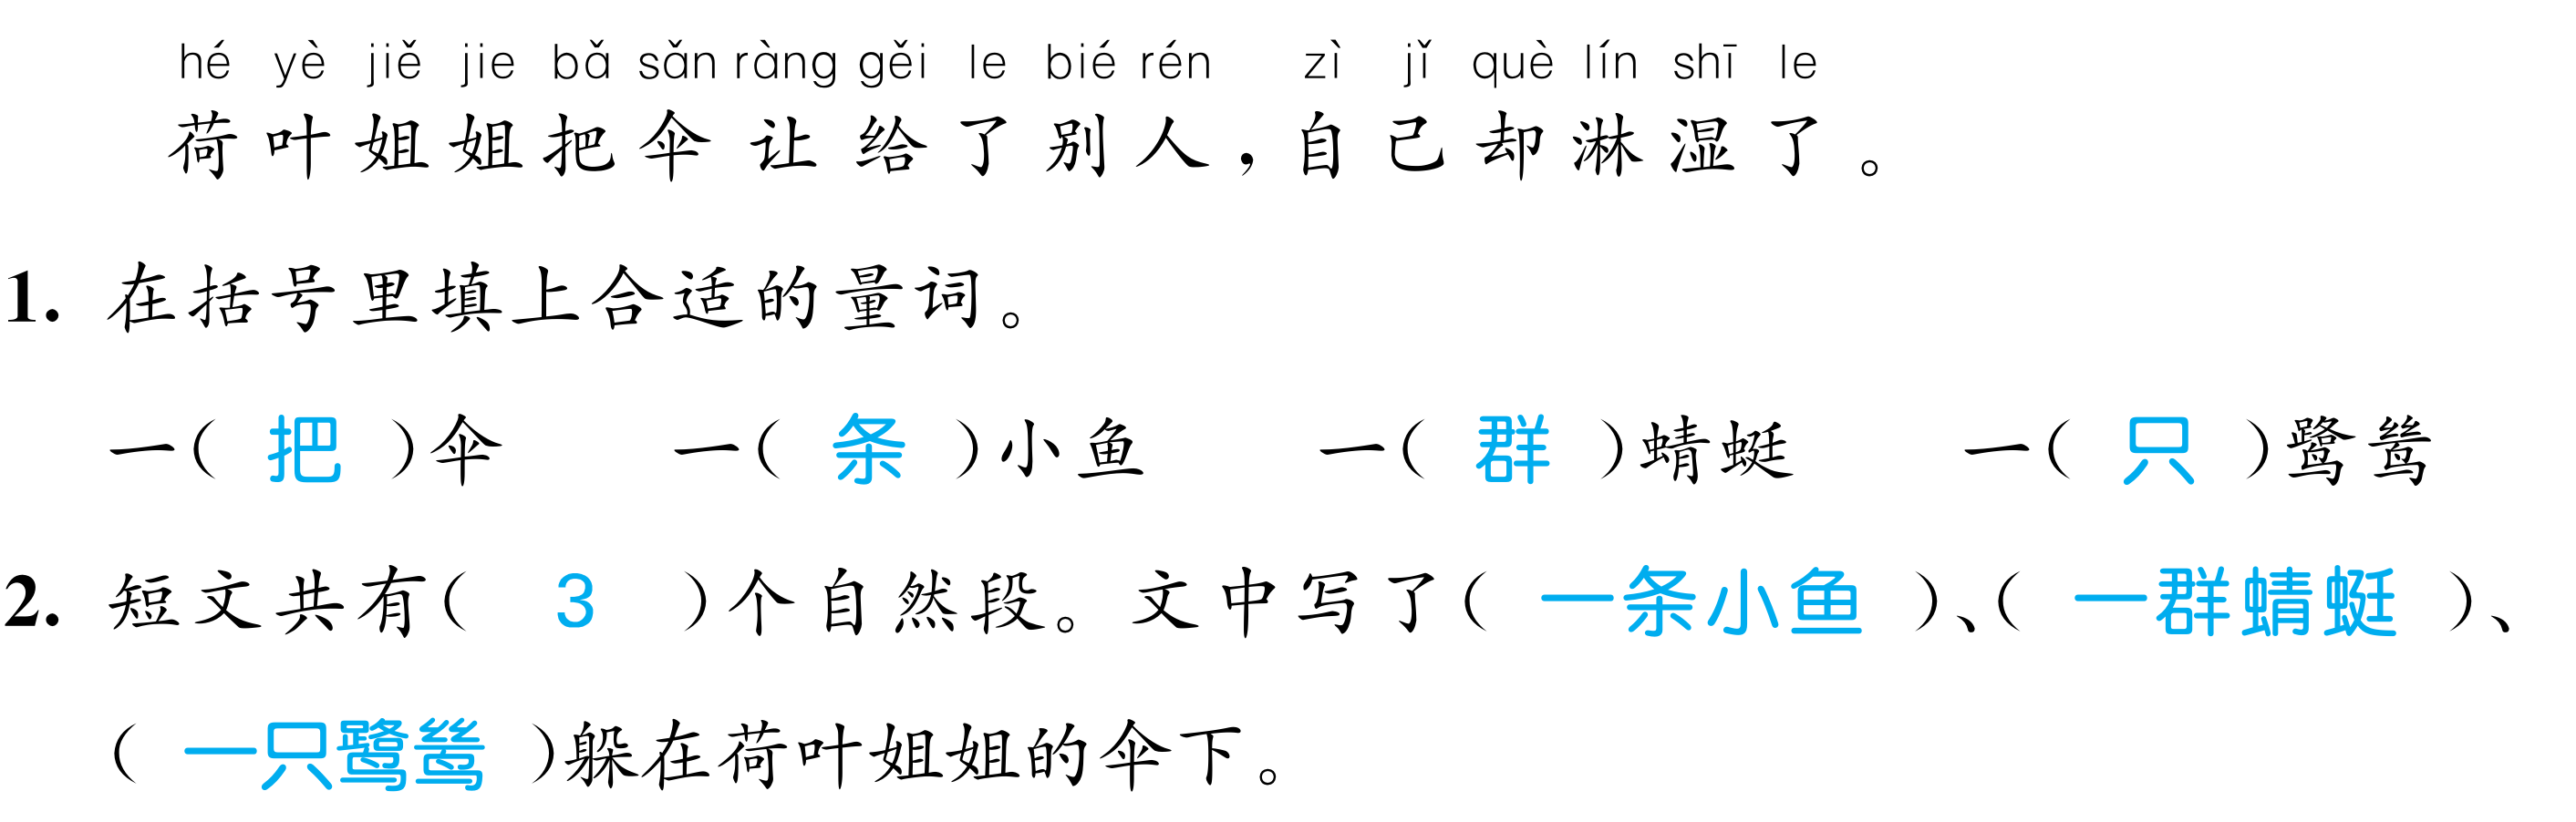 hé yè jiě jie bǎ sǎn ràng gěi le bié rén zì jǐ què lín shī le
荷叶姐姐把伞让给了别人，自己却淋湿了。
1. 在括号里填上合适的量词。
一（ 把 ）伞 一（ 条 ）小鱼 一（ 群 ）蜻蜓 一（ 只 ）鹭鸶
2. 短文共有（ 3 ）个自然段。文中写了（ 一条小鱼 ）、（ 一群蜻蜓 ）、
（ 一只鹭鸶 ）躲在荷叶姐姐的伞下。